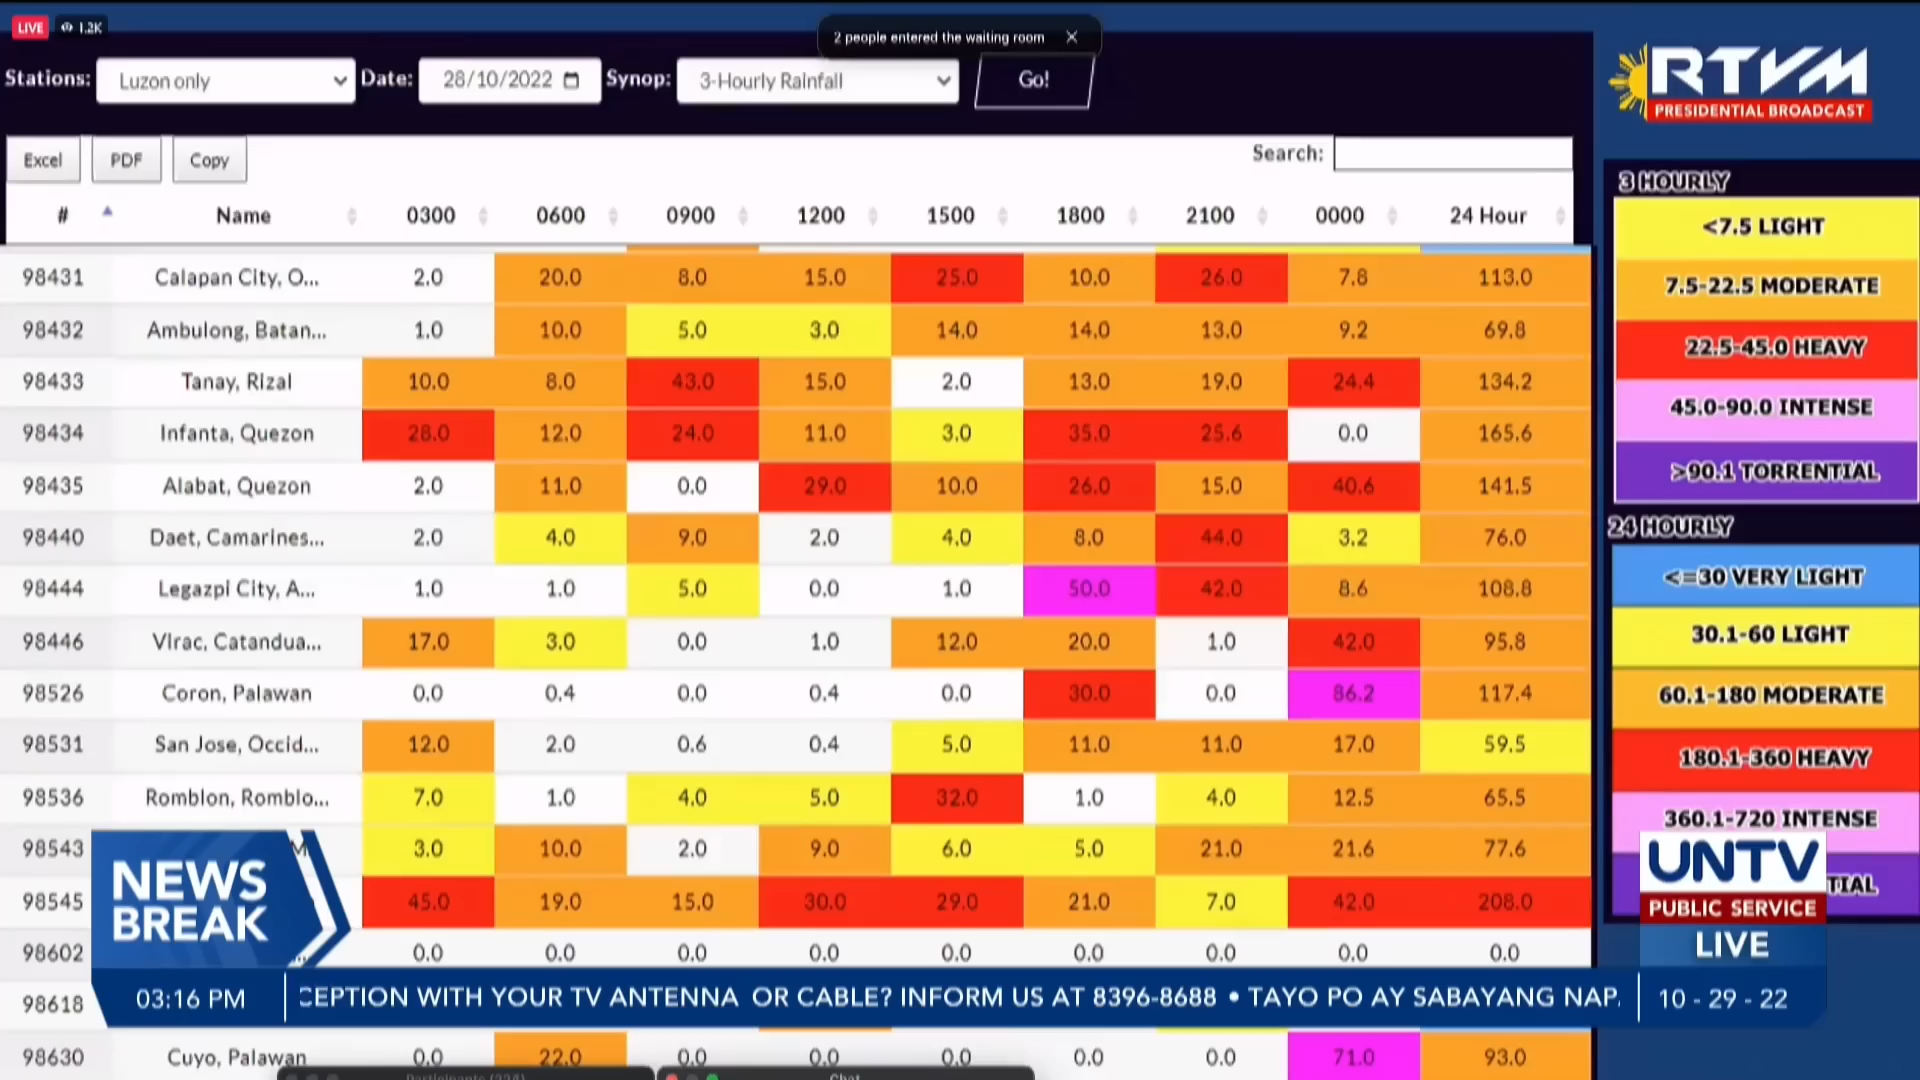 LIVE 1.2K
2 people entered the waiting room
Stations: Luzon only Date: 28/10/2022 Synop: 3-Hourly Rainfall Go!
RTVM
PRESIDENTIAL BROADCAST
Excel PDF Copy Search:
# Name 0300 0600 0900 1200 1500 1800 2100 0000 24 Hour
98431 Calapan City, O... 2.0 20.0 8.0 15.0 25.0 10.0 26.0 7.8 113.0
98432 Ambulong, Batan... 1.0 10.0 5.0 3.0 14.0 14.0 13.0 9.2 69.8
98433 Tanay, Rizal 10.0 8.0 43.0 15.0 2.0 13.0 19.0 24.4 134.2
98434 Infanta, Quezon 28.0 12.0 24.0 11.0 3.0 35.0 25.6 0.0 165.6
98435 Alabat, Quezon 2.0 11.0 0.0 29.0 10.0 26.0 15.0 40.6 141.5
98440 Daet, Camarines... 2.0 4.0 9.0 2.0 4.0 8.0 44.0 3.2 76.0
98444 Legazpi City, A... 1.0 1.0 5.0 0.0 1.0 50.0 42.0 8.6 108.8
98446 Virac, Catandua... 17.0 3.0 0.0 1.0 12.0 20.0 1.0 42.0 95.8
98526 Coron, Palawan 0.0 0.4 0.0 0.4 0.0 30.0 0.0 86.2 117.4
98531 San Jose, Occid... 12.0 2.0 0.6 0.4 5.0 11.0 11.0 17.0 59.5
98536 Romblon, Romblo... 7.0 1.0 4.0 5.0 32.0 1.0 4.0 12.5 65.5
98543 3.0 10.0 2.0 9.0 6.0 5.0 21.0 21.6 77.6
98545 45.0 19.0 15.0 30.0 29.0 21.0 7.0 42.0 208.0
98602 0.0 0.0 0.0 0.0 0.0 0.0 0.0 0.0 0.0
98618
98630 Cuyo, Palawan 0.0 22.0 0.0 0.0 0.0 0.0 0.0 71.0 93.0
3 HOURLY
<7.5 LIGHT
7.5-22.5 MODERATE
22.5-45.0 HEAVY
45.0-90.0 INTENSE
>90.1 TORRENTIAL
24 HOURLY
<=30 VERY LIGHT
30.1-60 LIGHT
60.1-180 MODERATE
180.1-360 HEAVY
360.1-720 INTENSE
TIAL
NEWS
BREAK
UNTV
PUBLIC SERVICE
LIVE
03:16 PM CEPTION WITH YOUR TV ANTENNA OR CABLE? INFORM US AT 8396-8688 • TAYO PO AY SABAYANG NAP. 10 - 29 - 22
Chat